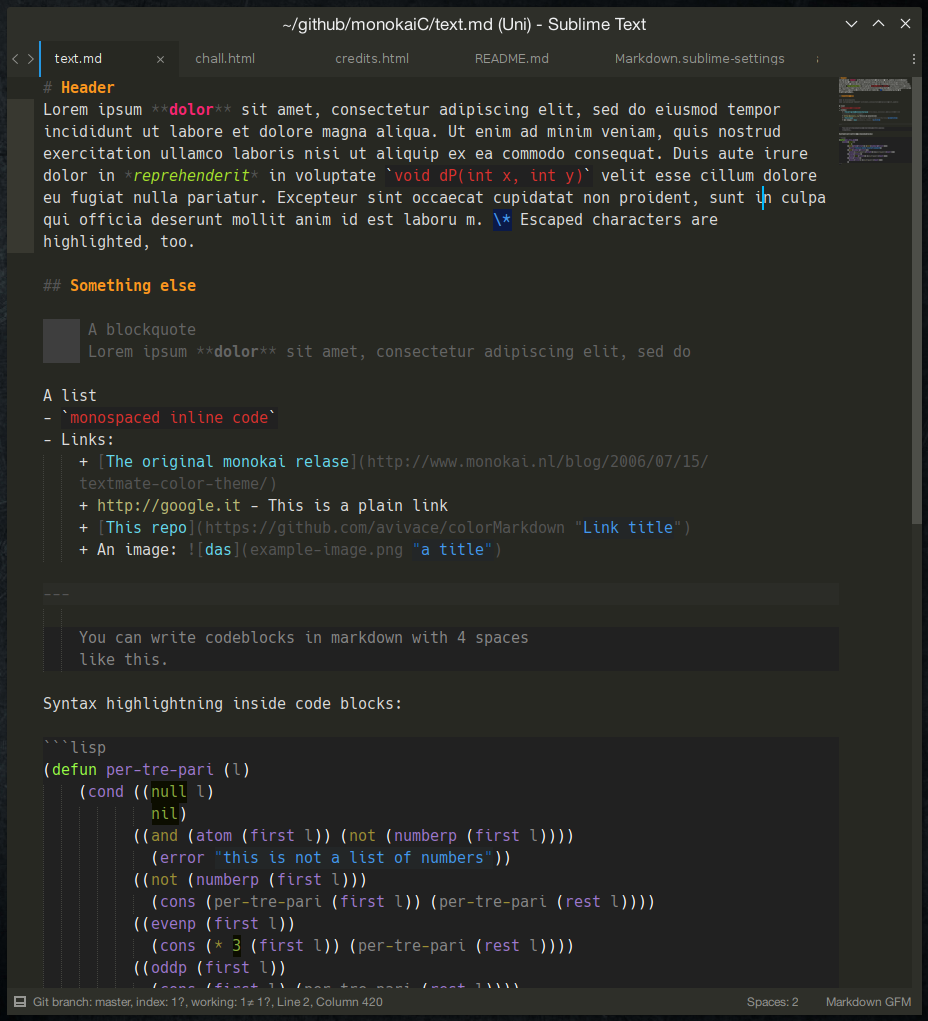 ~/github/monokaiC/text.md (Uni) - Sublime Text
text.md × chall.html credits.html README.md Markdown.sublime-settings
# Header
Lorem ipsum **dolor** sit amet, consectetur adipiscing elit, sed do eiusmod tempor
incididunt ut labore et dolore magna aliqua. Ut enim ad minim veniam, quis nostrud
exercitation ullamco laboris nisi ut aliquip ex ea commodo consequat. Duis aute irure
dolor in *reprehenderit* in voluptate `void dP(int x, int y)` velit esse cillum dolore
eu fugiat nulla pariatur. Excepteur sint occaecat cupidatat non proident, sunt in culpa
qui officia deserunt mollit anim id est laboru m. \* Escaped characters are
highlighted, too.
## Something else
A blockquote
Lorem ipsum **dolor** sit amet, consectetur adipiscing elit, sed do
A list
- `monospaced inline code`
- Links:
+ [The original monokai relase](http://www.monokai.nl/blog/2006/07/15/
textmate-color-theme/)
+ http://google.it - This is a plain link
+ [This repo](https://github.com/avivace/colorMarkdown "Link title")
+ An image: ![das](example-image.png "a title")
---
You can write codeblocks in markdown with 4 spaces
like this.
Syntax highlightning inside code blocks:
```lisp
(defun per-tre-pari (l)
(cond ((null l)
nil)
((and (atom (first l)) (not (numberp (first l))))
(error "this is not a list of numbers"))
((not (numberp (first l)))
(cons (per-tre-pari (first l)) (per-tre-pari (rest l))))
((evenp (first l))
(cons (* 3 (first l)) (per-tre-pari (rest l))))
((oddp (first l))
(cons (first l) (per-tre-pari (rest l))))
Git branch: master, index: 1?, working: 1≠ 1?, Line 2, Column 420 Spaces: 2 Markdown GFM